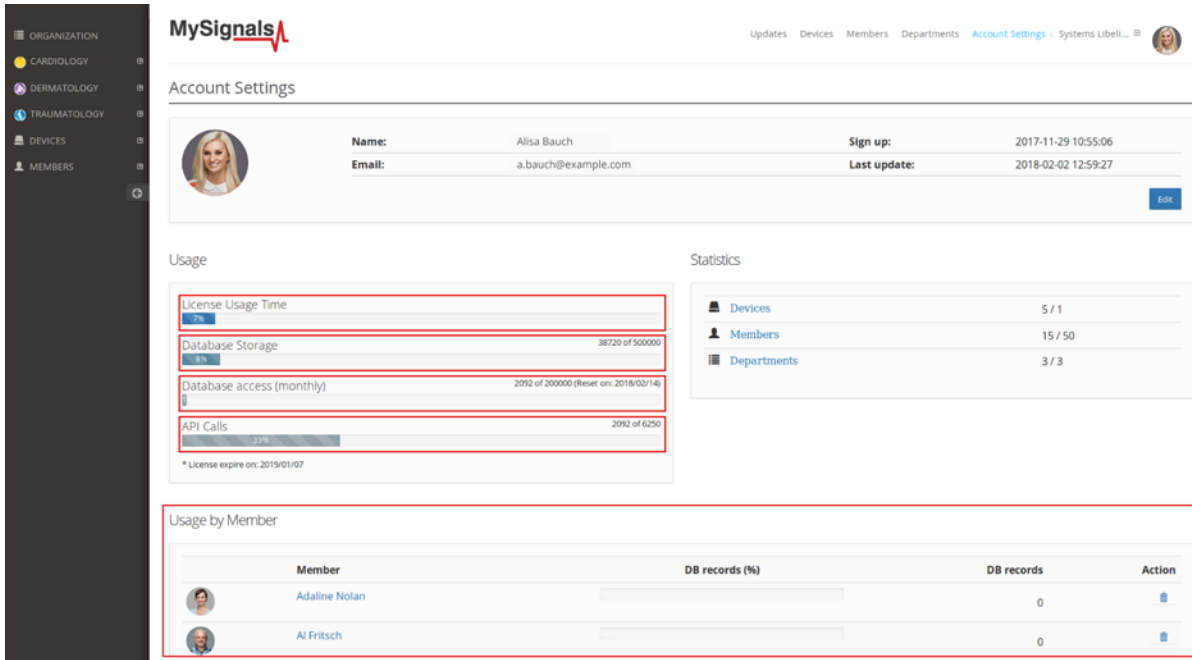 MySignals
Updates Devices Members Departments Account Settings Systems Libeli...
ORGANIZATION
CARDIOLOGY
DERMATOLOGY
TRAUMATOLOGY
DEVICES
MEMBERS
Account Settings
Name: Alisa Bauch Sign up: 2017-11-29 10:55:06
Email: a.bauch@example.com Last update: 2018-02-02 12:59:27
Edit
Usage
License Usage Time
7%
Database Storage 38720 of 500000
8%
Database access (monthly) 2092 of 200000 (Reset on: 2018/02/14)
API Calls 2092 of 6250
33%
* License expire on: 2019/01/07
Statistics
Devices 5 / 1
Members 15 / 50
Departments 3 / 3
Usage by Member
Member DB records (%) DB records Action
Adaline Nolan 0
Al Fritsch 0